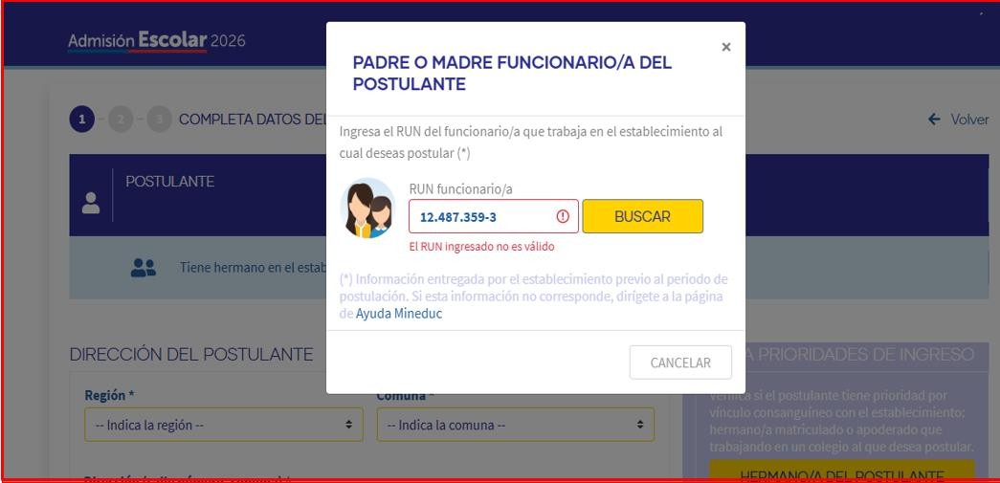 Admisión Escolar 2026
×
PADRE O MADRE FUNCIONARIO/A DEL
POSTULANTE
1 - 2 - 3 COMPLETA DATOS DEL
← Volver
Ingresa el RUN del funcionario/a que trabaja en el establecimiento al
cual deseas postular (*)
POSTULANTE
RUN funcionario/a
12.487.359-3
BUSCAR
El RUN ingresado no es válido
Tiene hermano en el estab
(*) Información entregada por el establecimiento previo al periodo de
postulación. Si esta información no corresponde, dirígete a la página
de Ayuda Mineduc
CANCELAR
DIRECCIÓN DEL POSTULANTE
A PRIORIDADES DE INGRESO
Región *
Comuna *
-- Indica la región --
-- Indica la comuna --
Verifica si el postulante tiene prioridad por
vínculo consanguíneo con el establecimiento:
hermano/a matriculado o apoderado que
trabajando en un colegio al que desea postular.
HERMANO/A DEL POSTULANTE